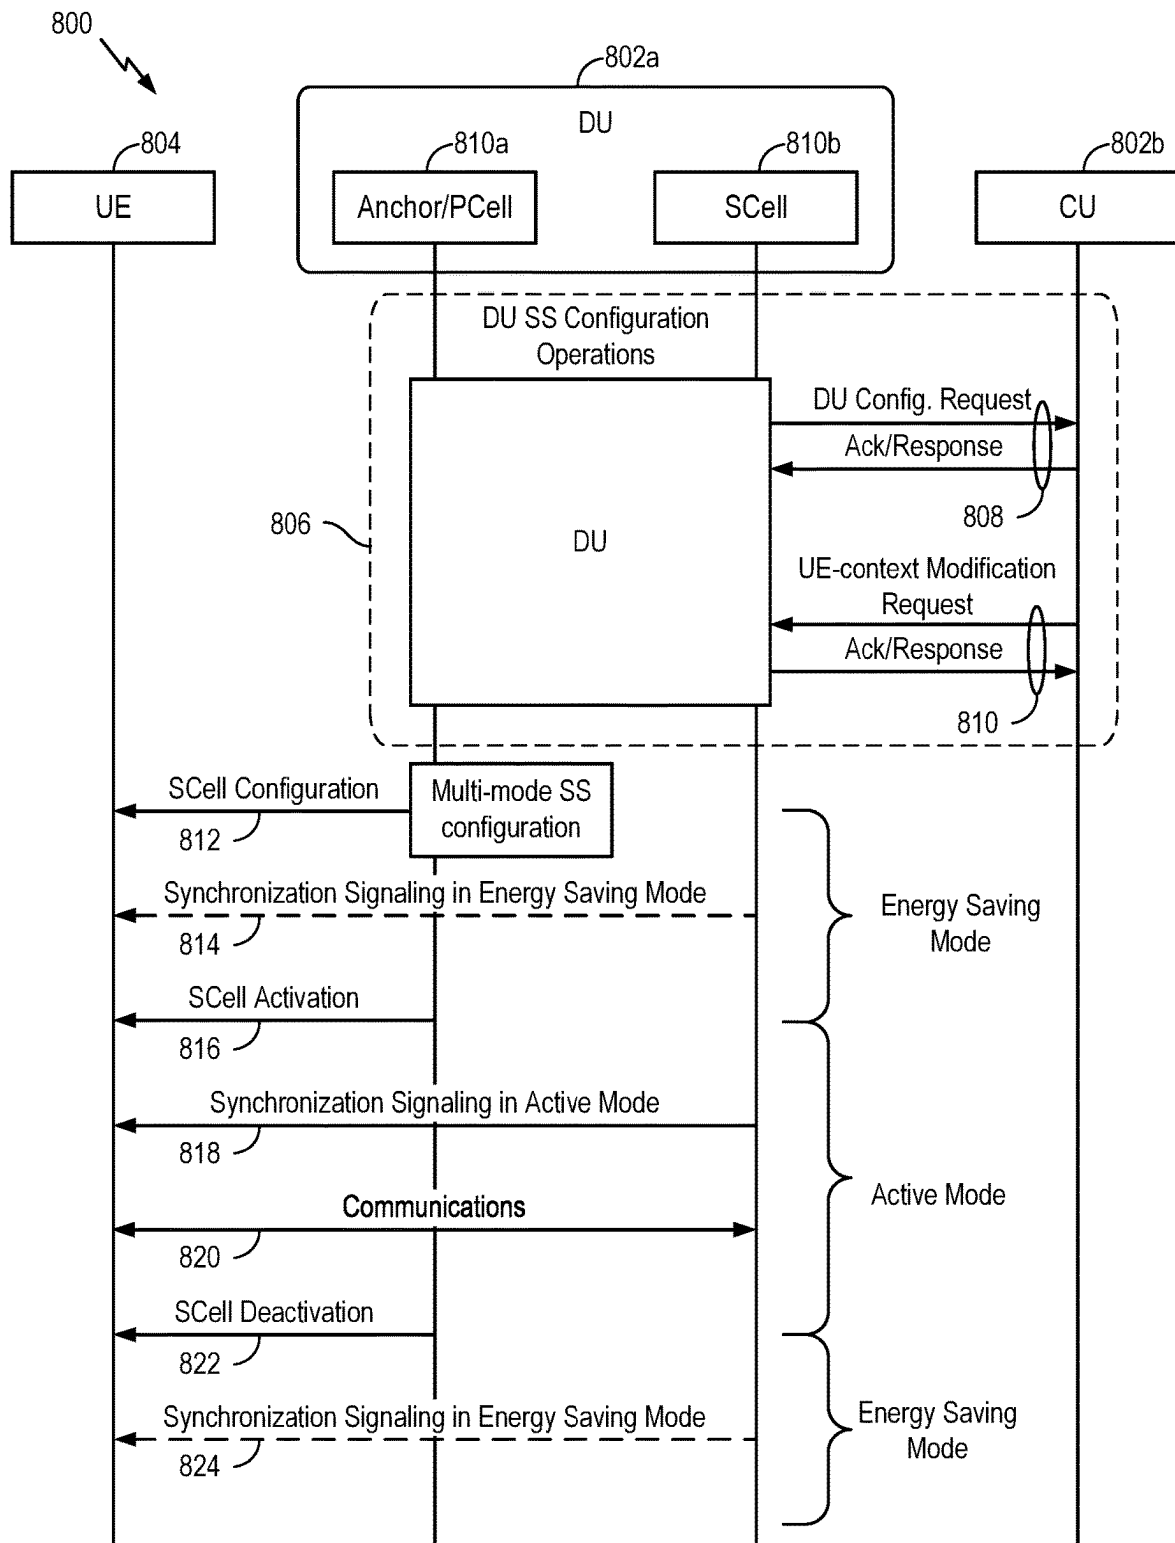 800
802a
DU
804
810a
810b
802b
UE
Anchor/PCell
SCell
CU
DU SS Configuration
Operations
DU Config. Request
Ack/Response
808
806
DU
UE-context Modification
Request
Ack/Response
810
SCell Configuration
812
Multi-mode SS
configuration
Synchronization Signaling in Energy Saving Mode
814
Energy Saving
Mode
SCell Activation
816
Synchronization Signaling in Active Mode
818
Active Mode
Communications
820
SCell Deactivation
822
Synchronization Signaling in Energy Saving Mode
824
Energy Saving
Mode